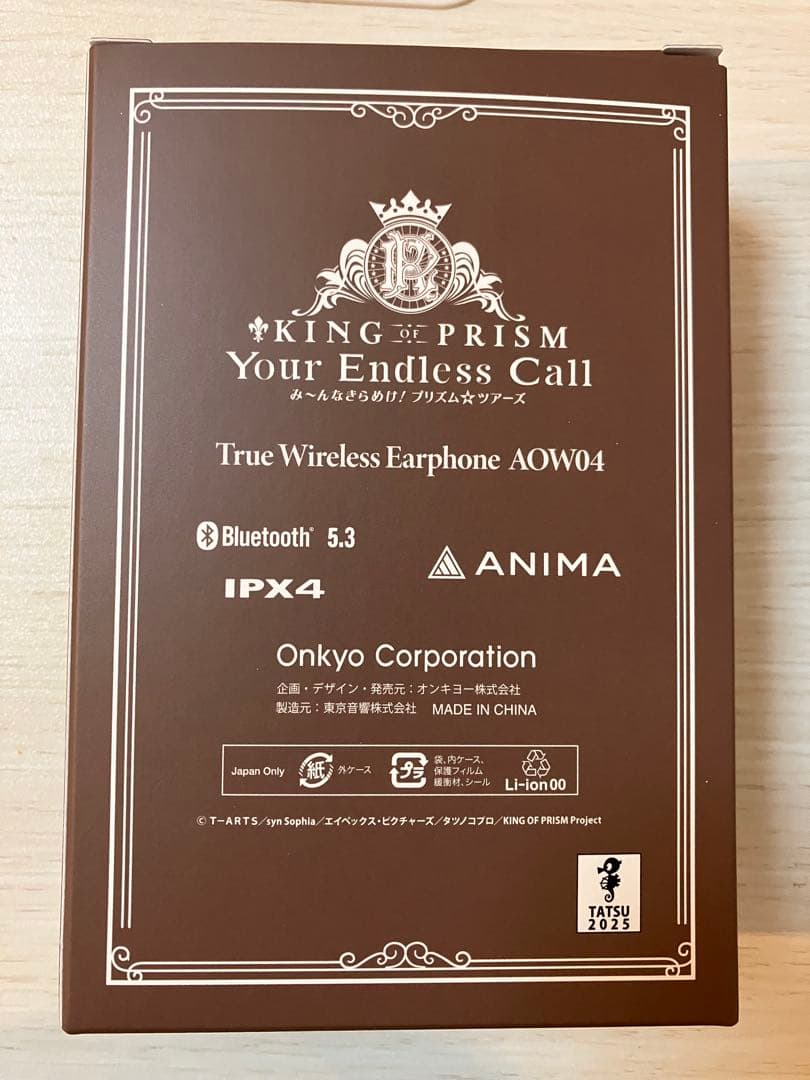 KING OF PRISM
Your Endless Call
み〜んなきらめけ!プリズム☆ツアーズ
True Wireless Earphone AOW04
Bluetooth® 5.3
IPX4
ANIMA
Onkyo Corporation
企画・デザイン・発売元:オンキヨー株式会社
製造元:東京音響株式会社 MADE IN CHINA
Japan Only
紙
外ケース
プラ
袋、内ケース、
保護フィルム
緩衝材、シール
Li-ion 00
© T-ARTS/syn Sophia/エイベックス・ピクチャーズ/タツノコプロ/KING OF PRISM Project
TATSU
2025